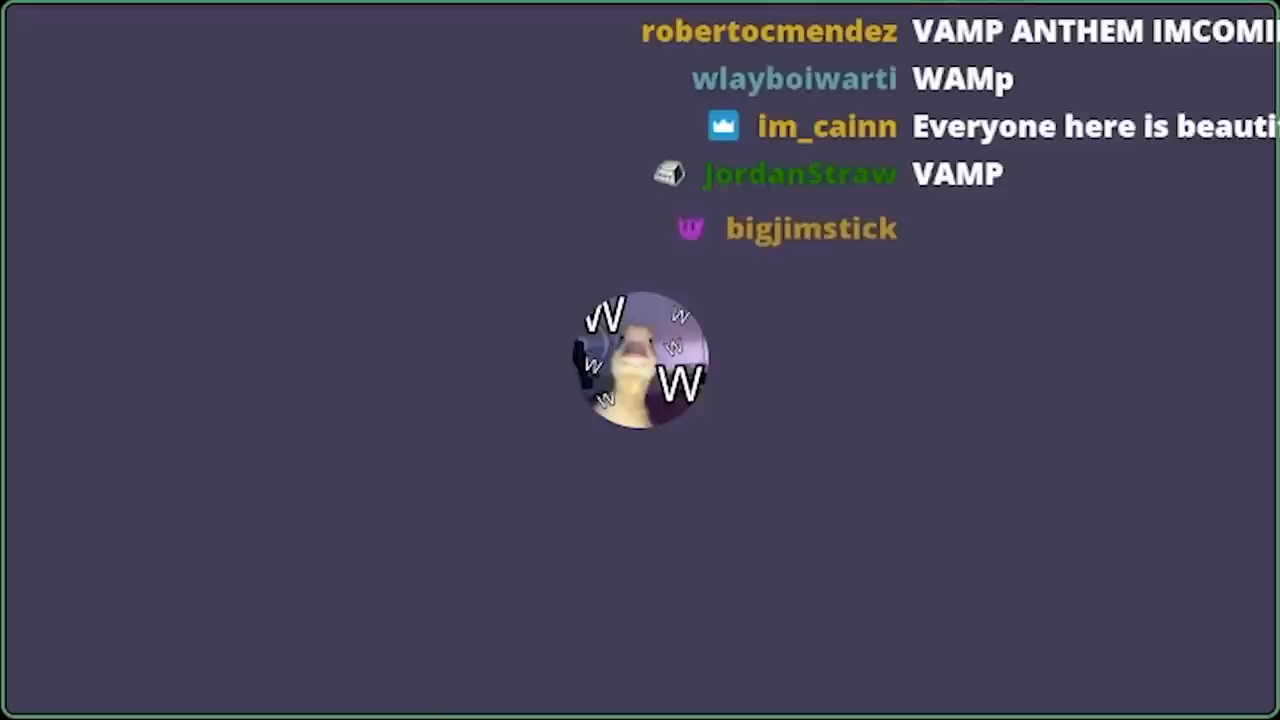 robertocmendez VAMP ANTHEM IMCOMI
wlayboiwarti WAMp
im_cainn Everyone here is beauti
JordanStraw VAMP
bigjimstick
W
W
W
W
W
W